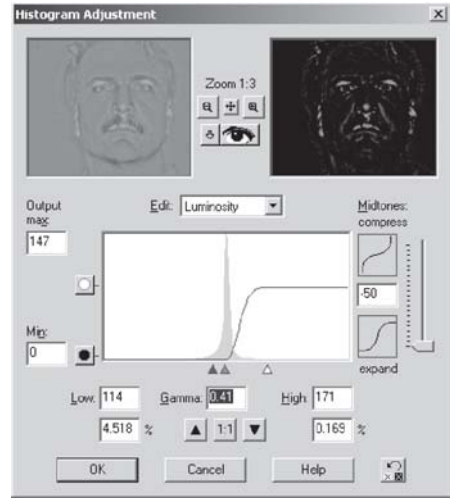 Histogram Adjustment
Zoom 1:3
Output
max:
147
Edit: Luminosity
Midtones:
compress
-50
Min:
0
expand
Low: 114
Gamma: 0.41
High: 171
4.518 %
1:1
0.169 %
OK
Cancel
Help